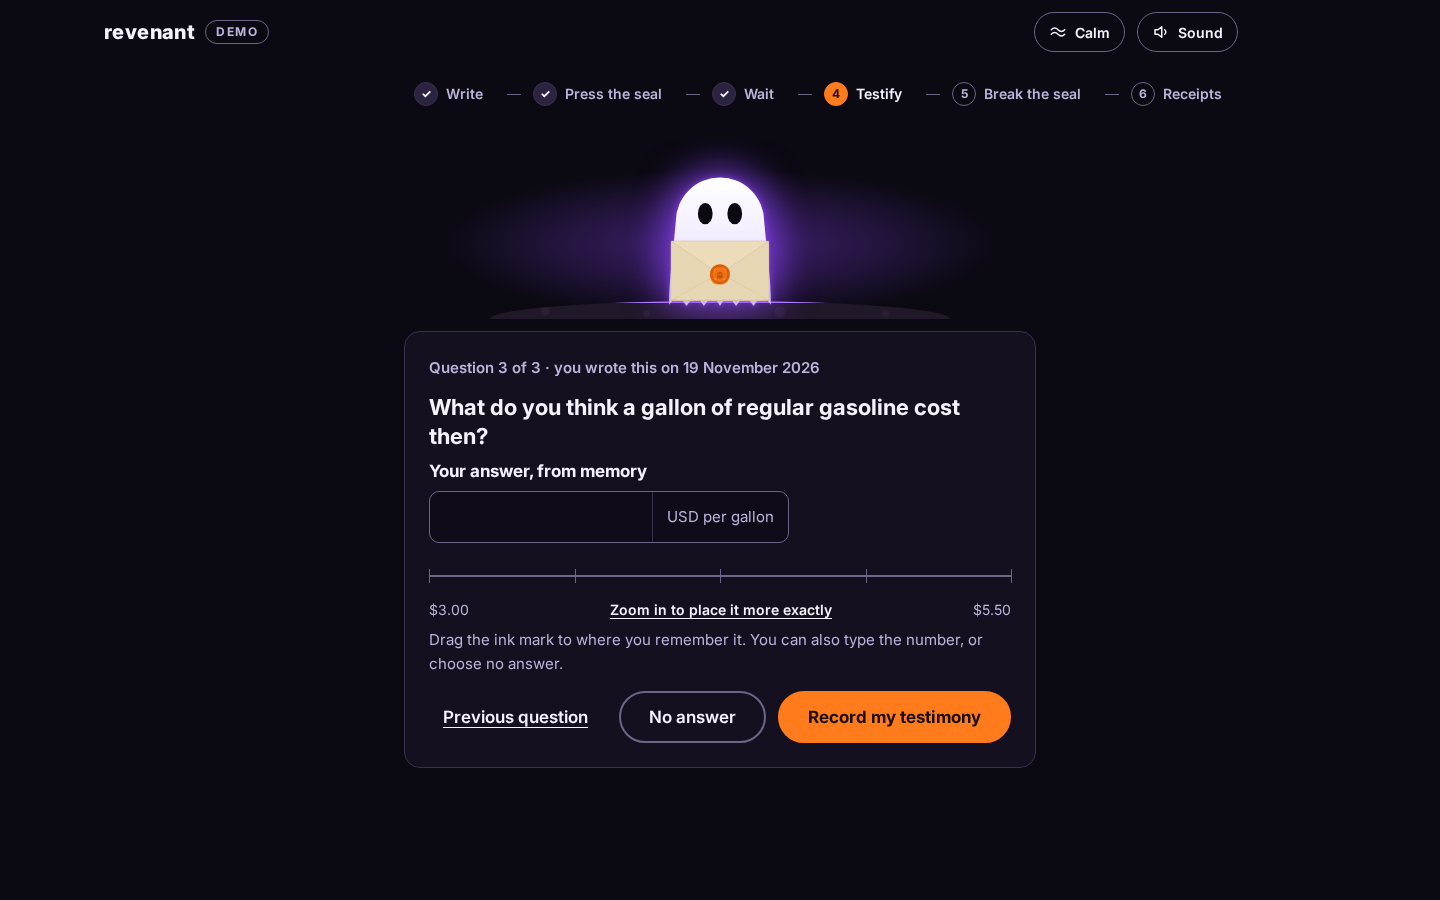 revenant DEMO
Calm Sound
Write Press the seal Wait 4 Testify 5 Break the seal 6 Receipts
Question 3 of 3 · you wrote this on 19 November 2026
What do you think a gallon of regular gasoline cost
then?
Your answer, from memory
USD per gallon
$3.00 Zoom in to place it more exactly $5.50
Drag the ink mark to where you remember it. You can also type the number, or
choose no answer.
Previous question No answer Record my testimony